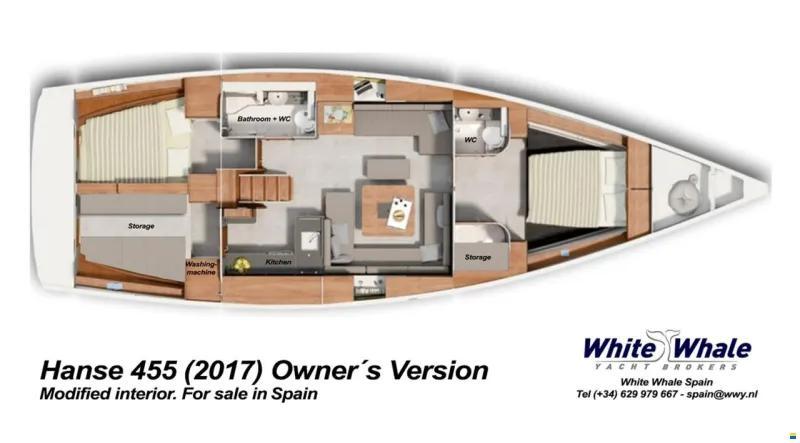 Bathroom + WC
WC
Storage
Storage
Washing-
machine
Kitchen
Hanse 455 (2017) Owner´s Version
Modified interior. For sale in Spain
White Whale
YACHT BROKERS
White Whale Spain
Tel (+34) 629 979 667 - spain@wwy.nl